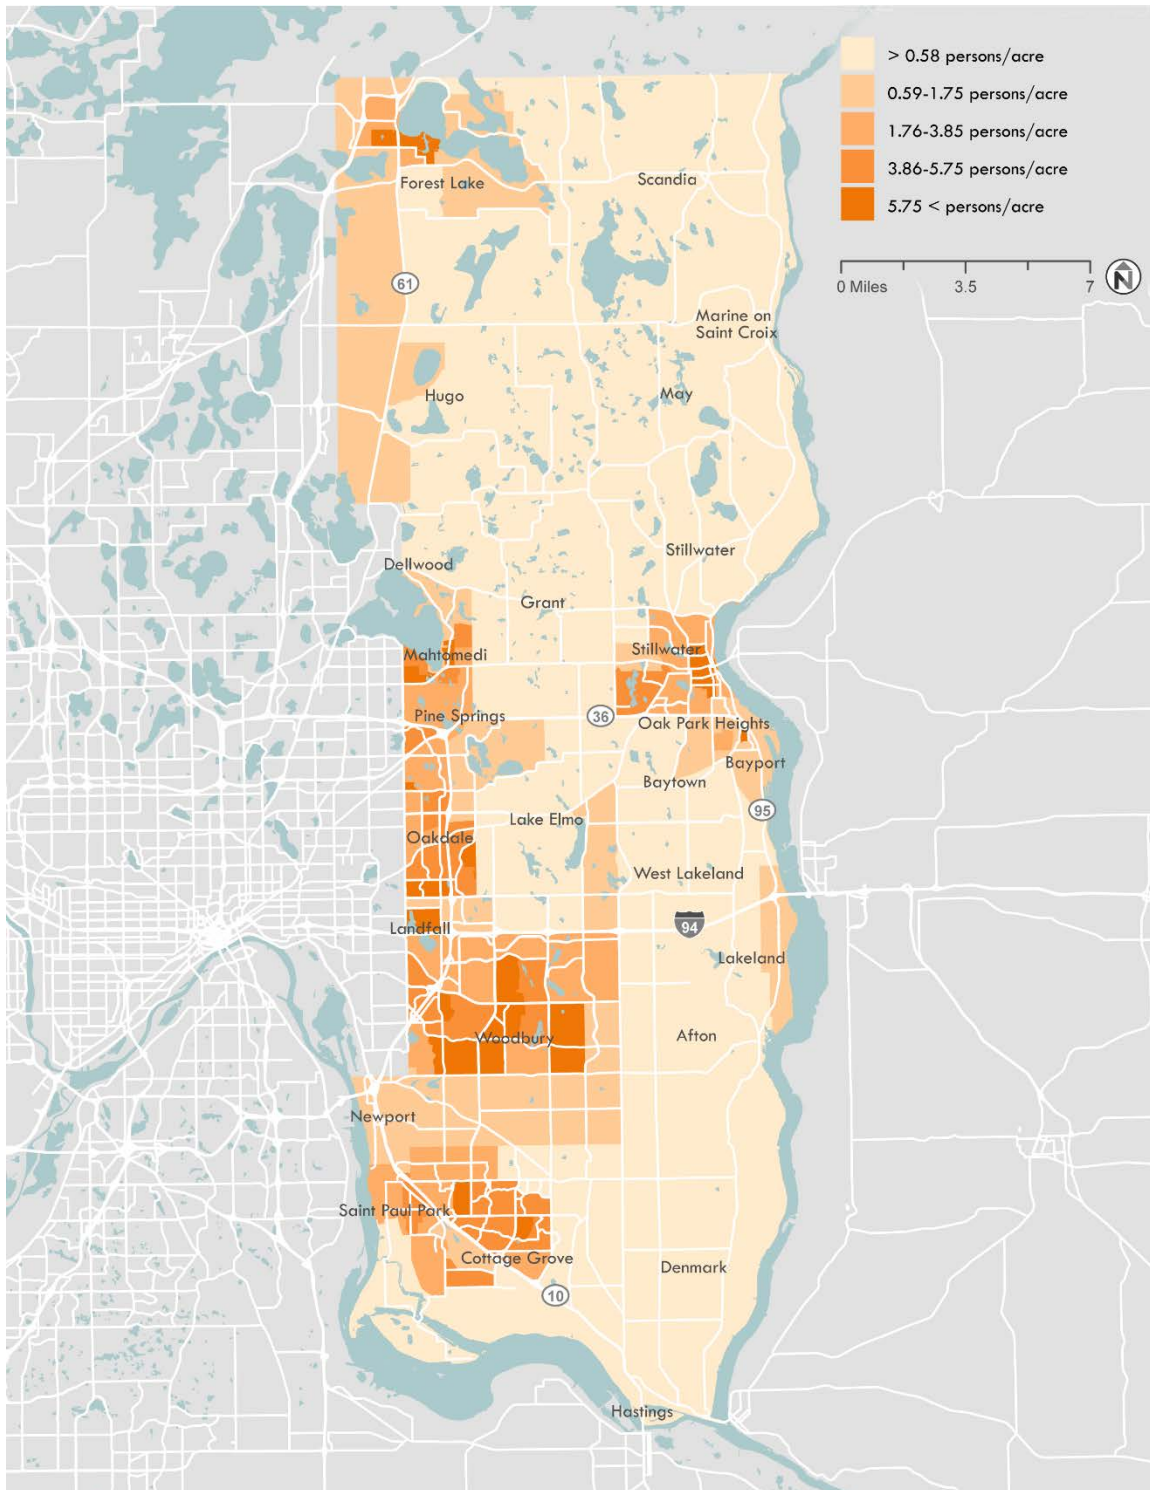 > 0.58 persons/acre
0.59-1.75 persons/acre
1.76-3.85 persons/acre
3.86-5.75 persons/acre
5.75 < persons/acre
0 Miles
3.5
7
N
Forest Lake
Scandia
61
Marine on
Saint Croix
Hugo
May
Stillwater
Dellwood
Grant
Stillwater
Mahtomedi
Pine Springs
36
Oak Park Heights
Bayport
Baytown
95
Lake Elmo
Oakdale
West Lakeland
Landfall
94
Lakeland
Woodbury
Afton
Newport
Saint Paul Park
Cottage Grove
Denmark
10
Hastings